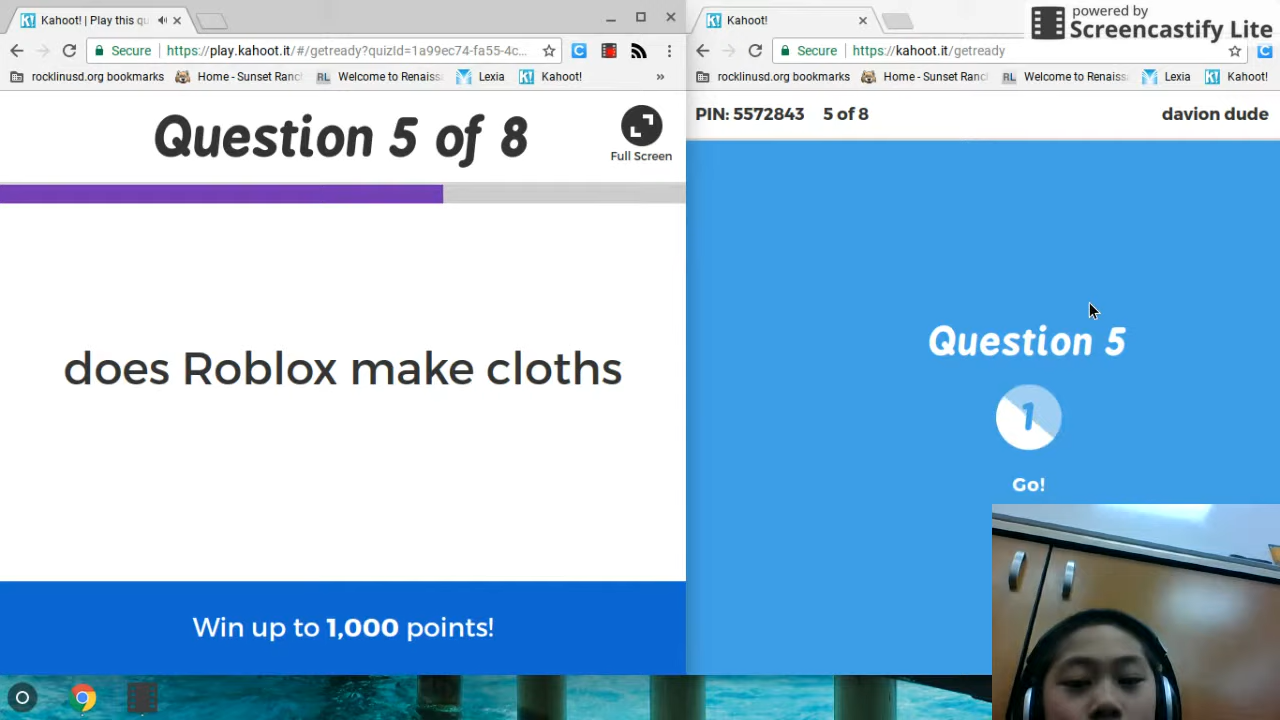 Kahoot! | Play this qu
Secure https://play.kahoot.it/#/getready?quizId=1a99ec74-fa55-4c...
rocklinusd.org bookmarks Home - Sunset Ranc RL Welcome to Renaiss Lexia Kahoot! »
Question 5 of 8
Full Screen
does Roblox make cloths
Win up to 1,000 points!
Kahoot!
powered by
Screencastify Lite
Secure https://kahoot.it/getready
rocklinusd.org bookmarks Home - Sunset Ranc RL Welcome to Renaiss Lexia Kahoot!
PIN: 5572843 5 of 8 davion dude
Question 5
1
Go!